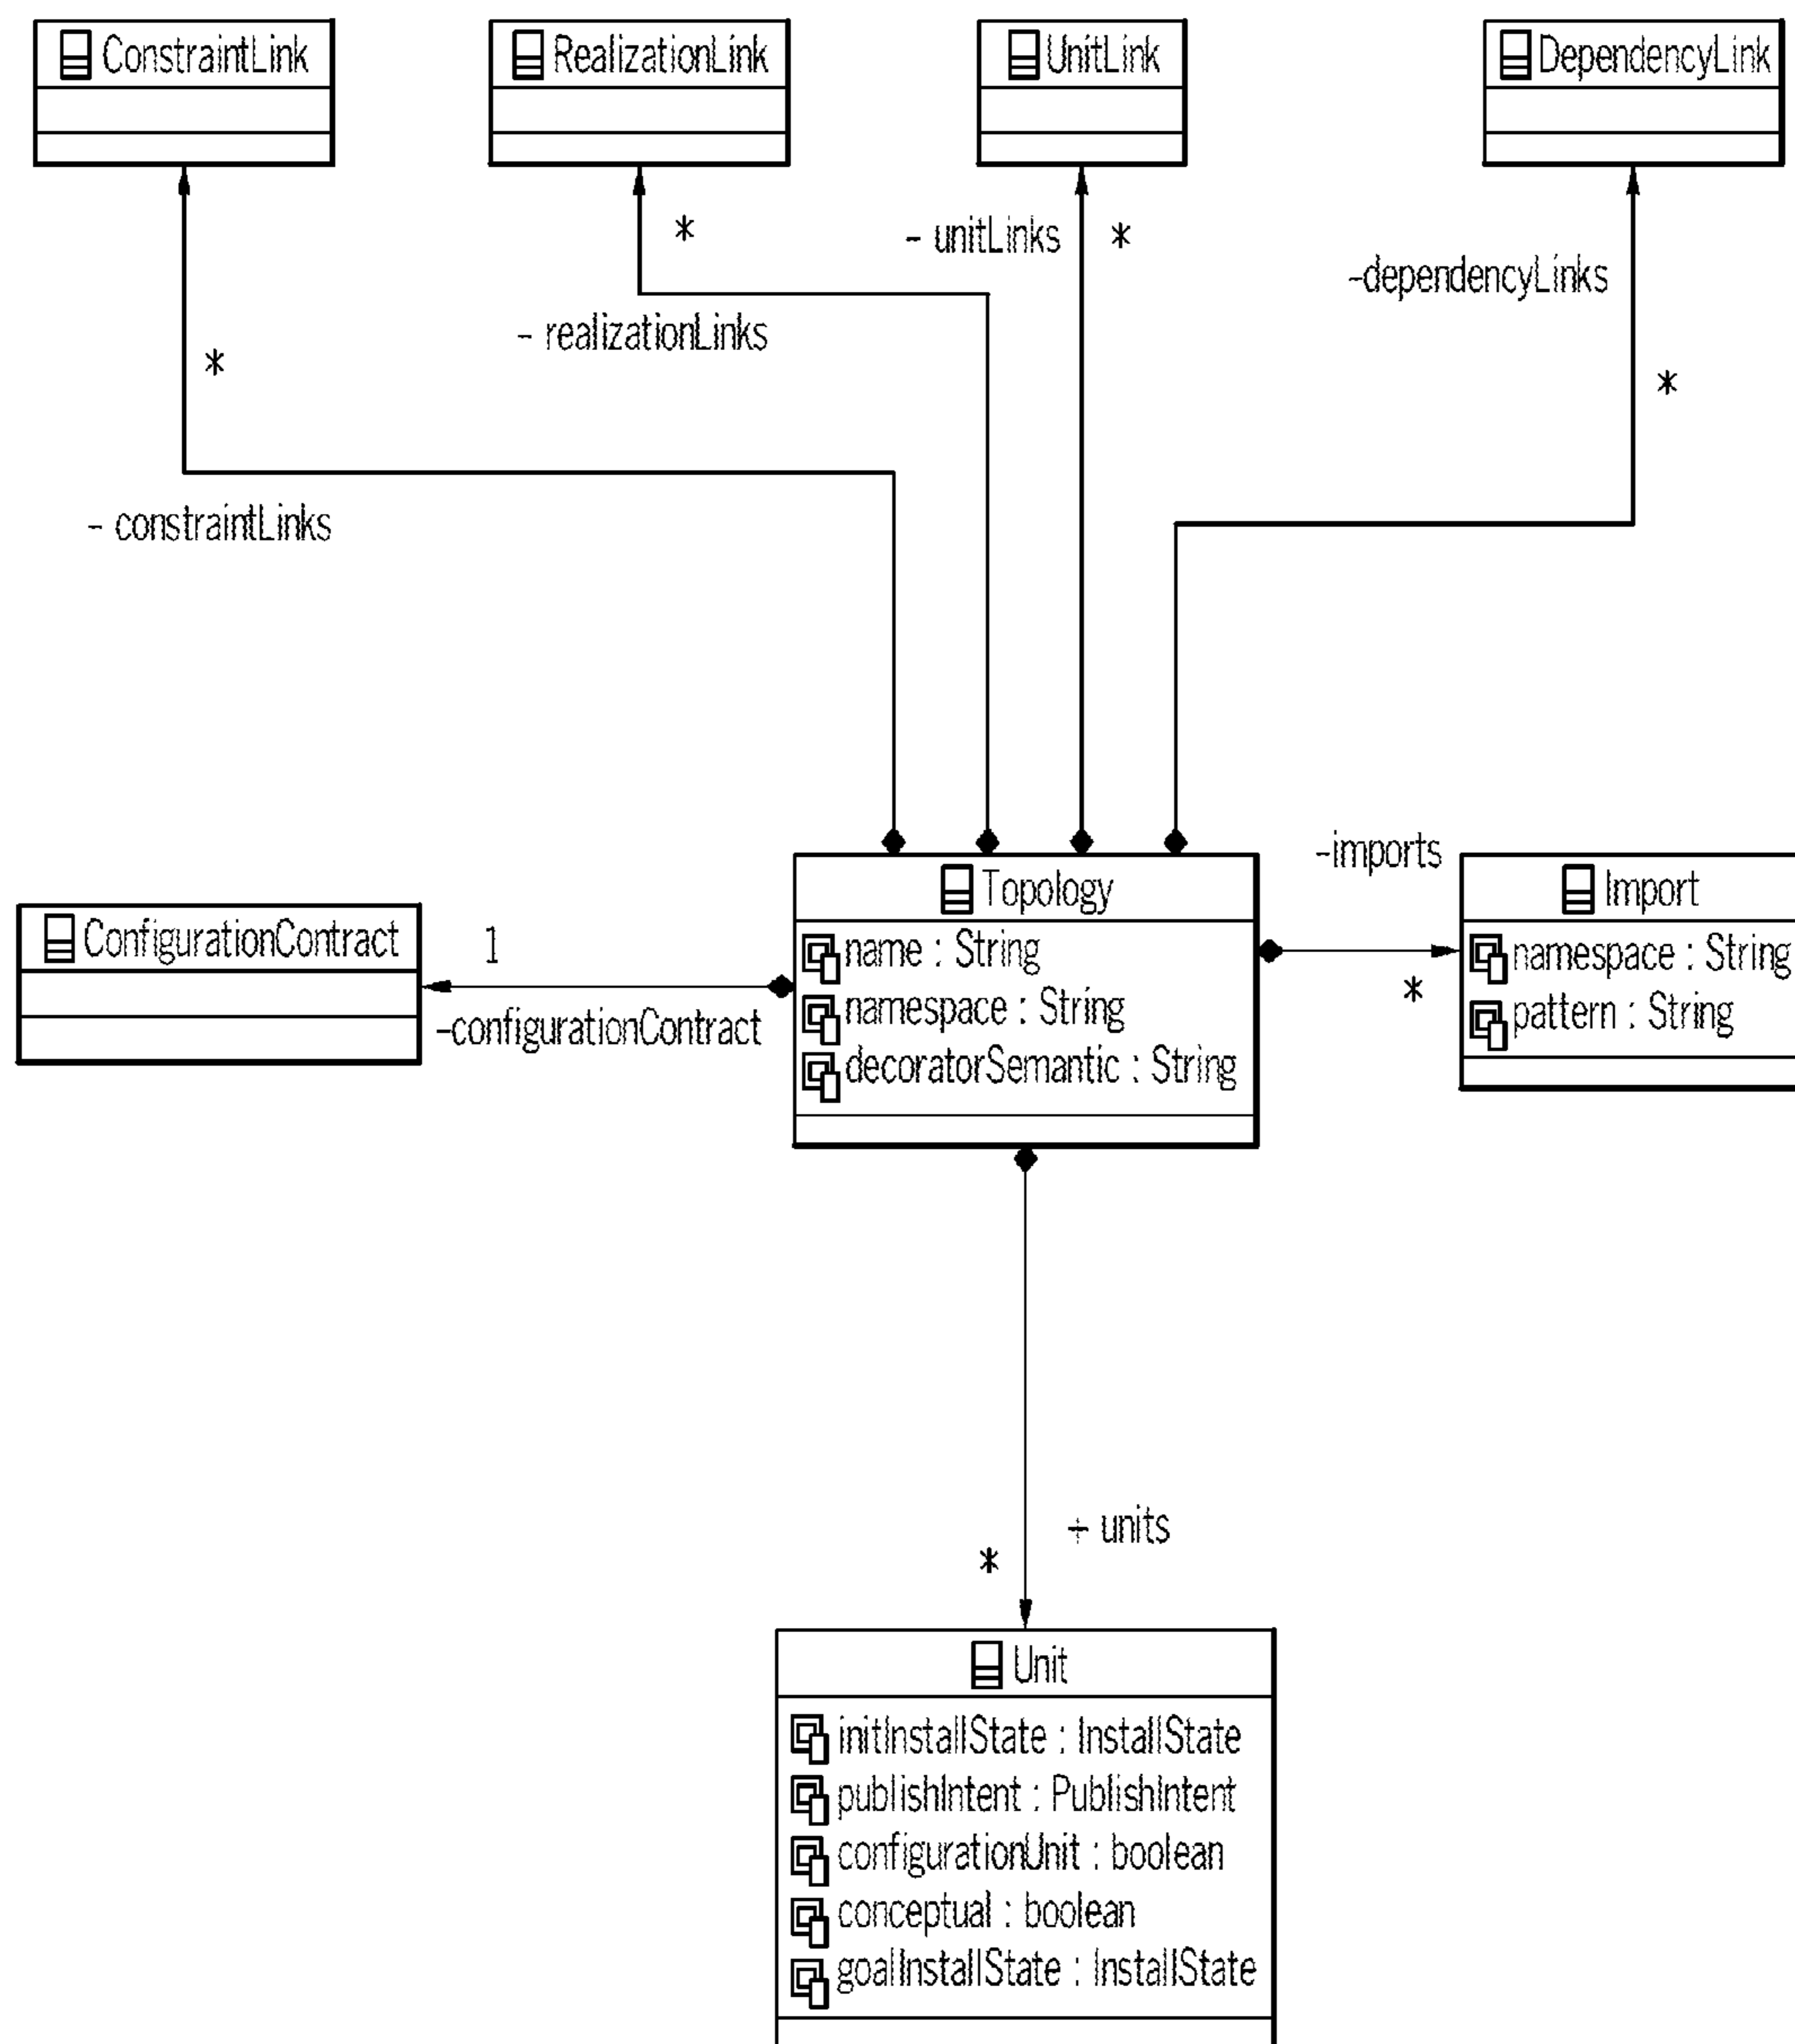 ConstraintLink
RealizationLink
UnitLink
DependencyLink
*
- unitLinks
*
-dependencyLinks
- realizationLinks
*
*
- constraintLinks
-imports
Topology
Import
ConfigurationContract
1
name : String
namespace : String
*
namespace : String
pattern : String
-configurationContract
decoratorSemantic : String
+ units
*
Unit
initInstallState : InstallState
publishIntent : PublishIntent
configurationUnit : boolean
conceptual : boolean
goalInstallState : InstallState